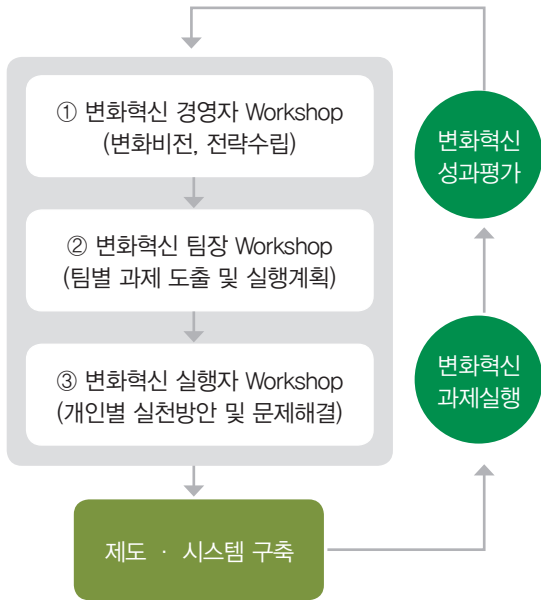 ① 변화혁신 경영자 Workshop
(변화비전, 전략수립)
② 변화혁신 팀장 Workshop
(팀별 과제 도출 및 실행계획)
③ 변화혁신 실행자 Workshop
(개인별 실천방안 및 문제해결)
제도 · 시스템 구축
변화혁신
과제실행
변화혁신
성과평가